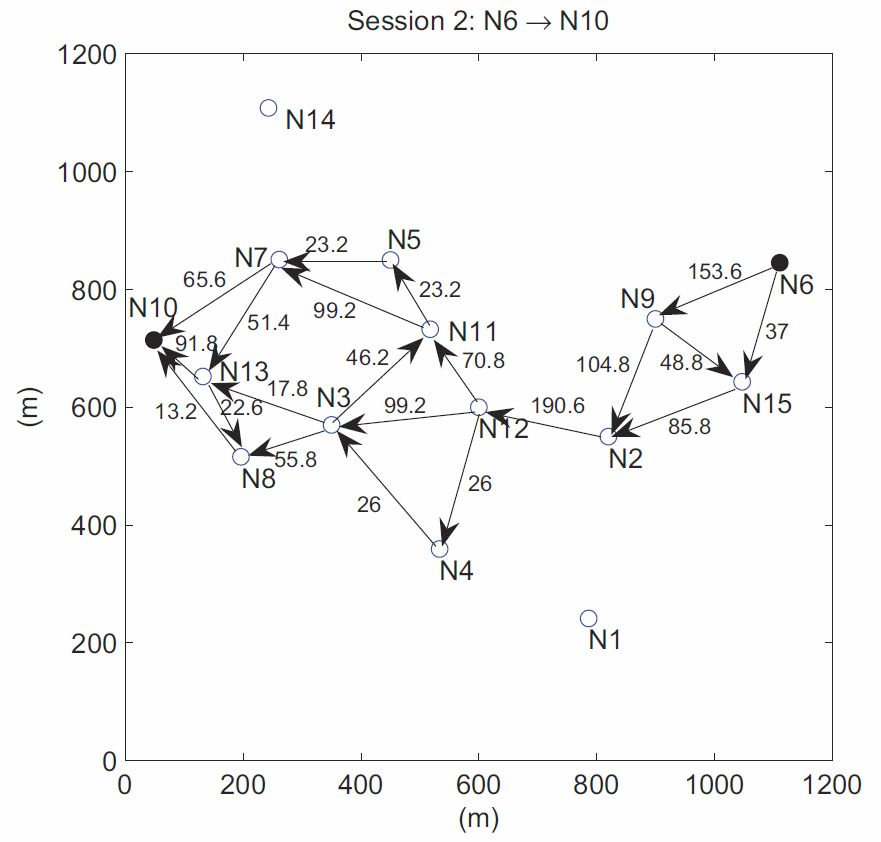 Session 2: N6 → N10
1200
N14
1000
N7
23.2
N5
65.6
23.2
153.6
N6
800
N10
99.2
N9
51.4
N11
37
91.8
46.2
70.8
104.8
48.8
N13
17.8
N3
99.2
190.6
N15
600
13.2
22.6
N12
85.8
55.8
N2
N8
26
26
400
N4
200
N1
0
(m)
0
200
400
600
800
1000
1200
(m)